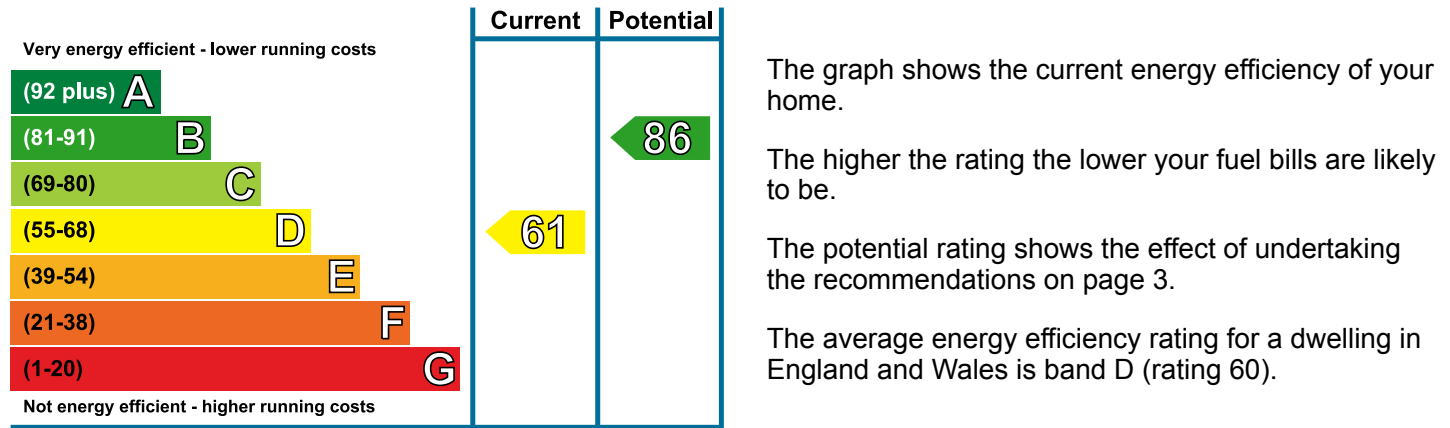 Current Potential
Very energy efficient - lower running costs
(92 plus) A
(81-91) B
86
(69-80) C
(55-68) D
61
(39-54) E
(21-38) F
(1-20) G
Not energy efficient - higher running costs
The graph shows the current energy efficiency of your
home.
The higher the rating the lower your fuel bills are likely
to be.
The potential rating shows the effect of undertaking
the recommendations on page 3.
The average energy efficiency rating for a dwelling in
England and Wales is band D (rating 60).